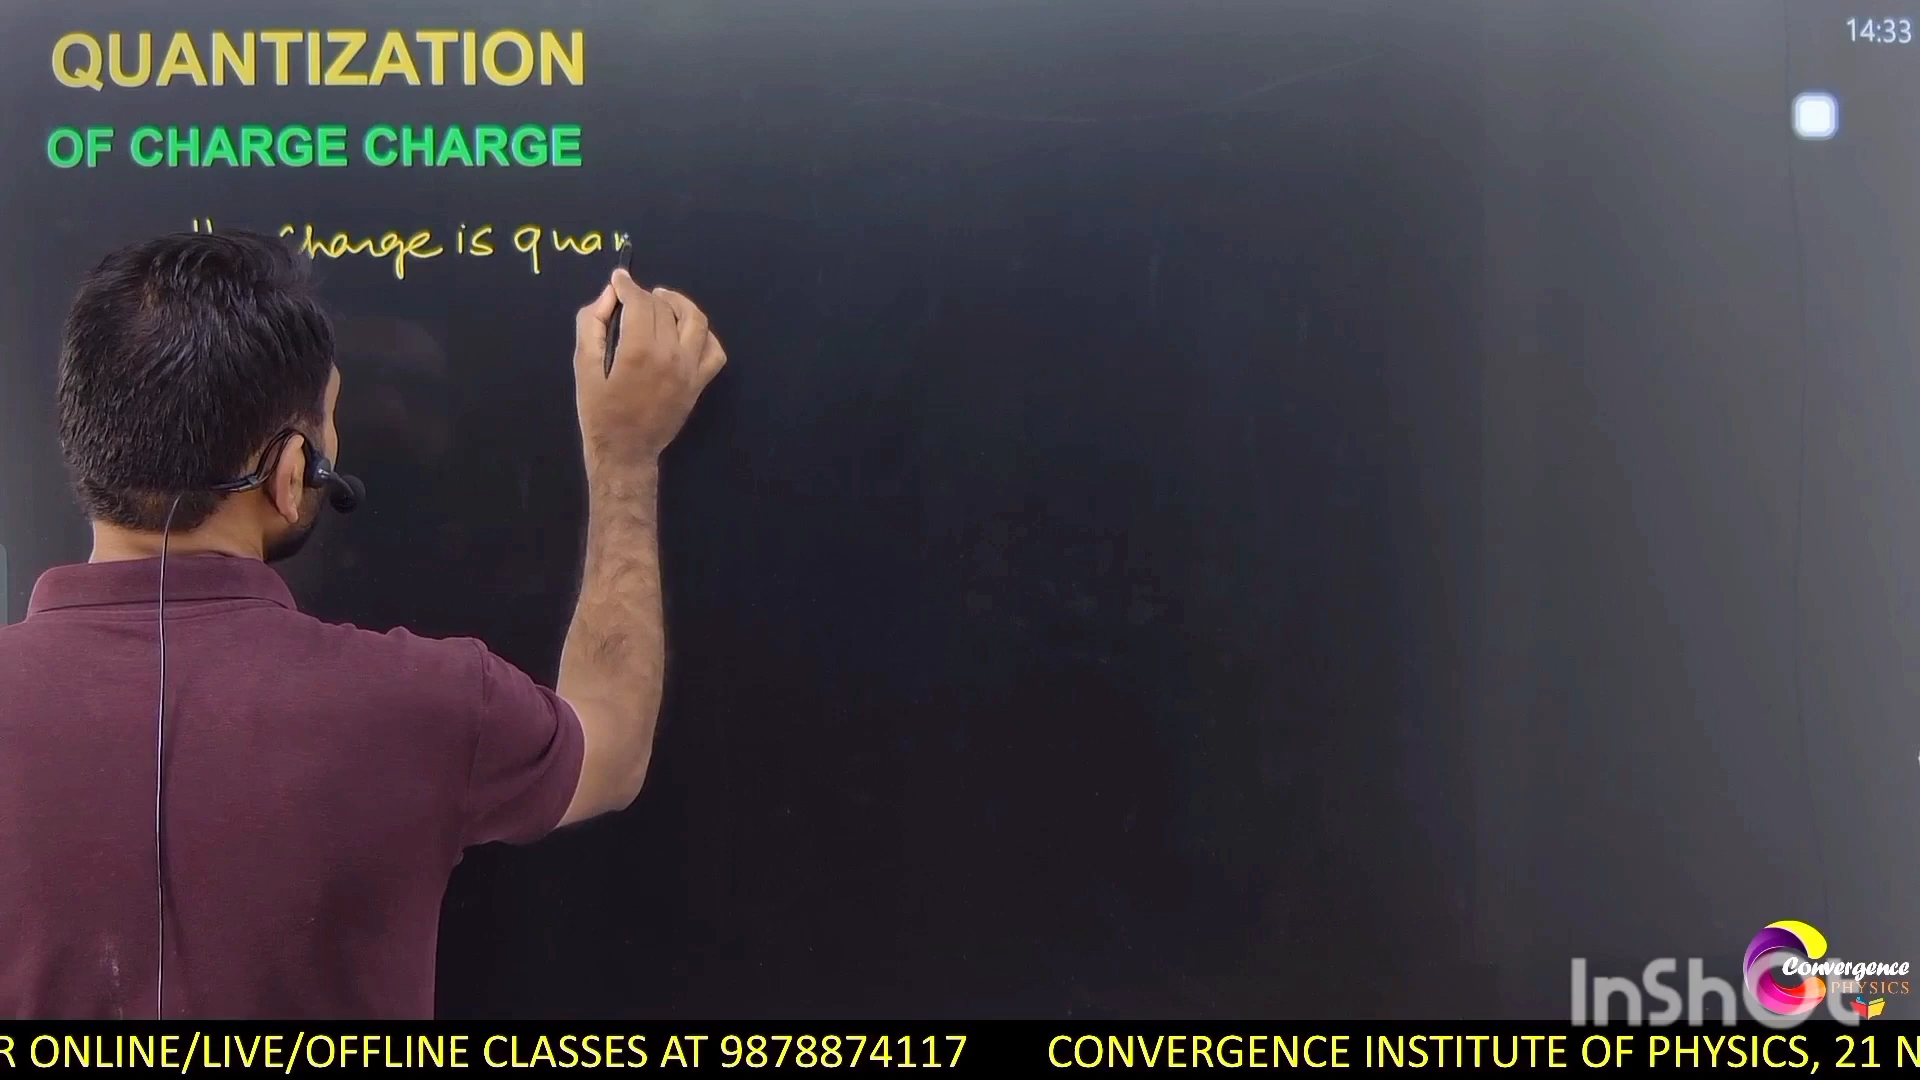 QUANTIZATION
OF CHARGE CHARGE
14:33
charge is quan
InShot
Convergence
PHYSICS
R ONLINE/LIVE/OFFLINE CLASSES AT 9878874117 CONVERGENCE INSTITUTE OF PHYSICS, 21 N